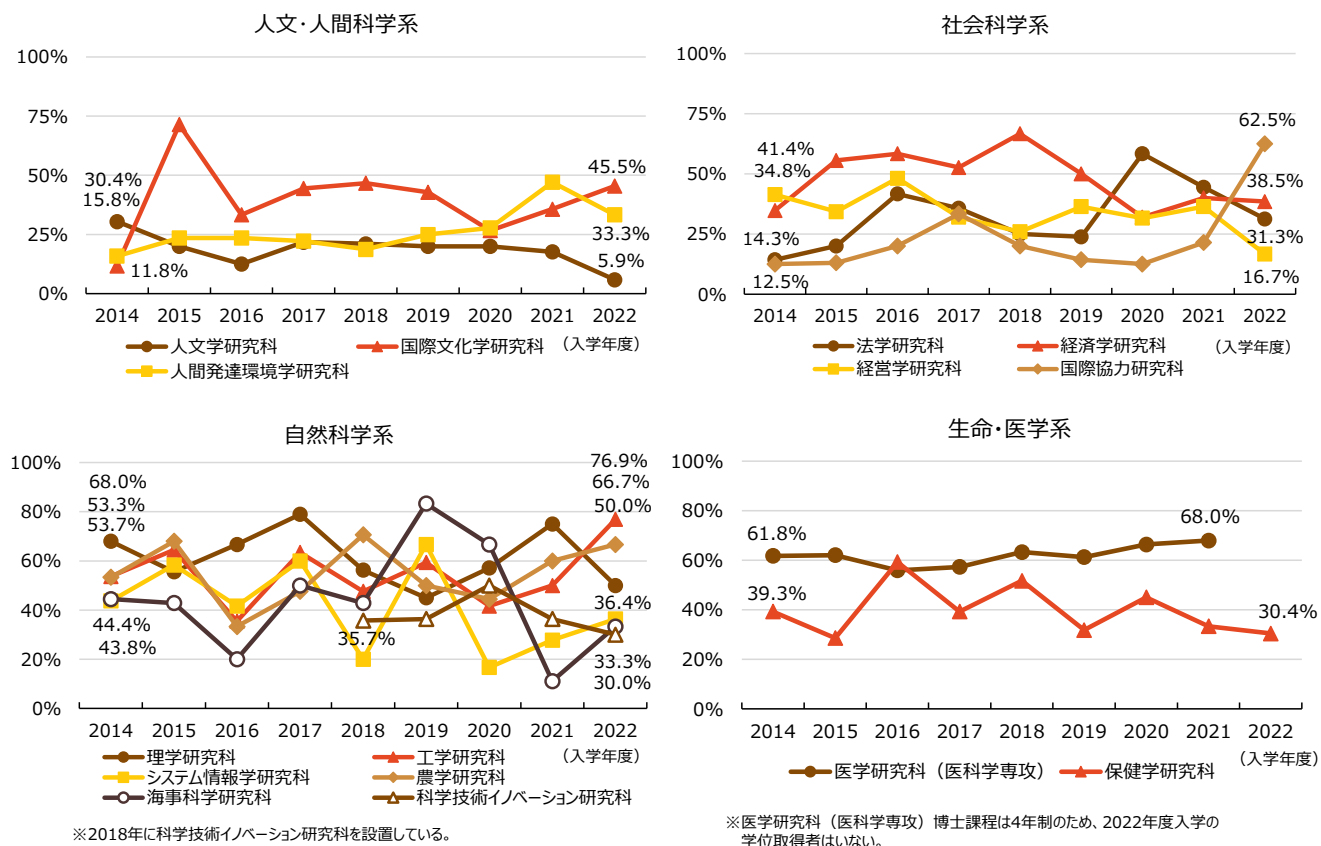 人文・人間科学系
100%
75%
50%
25%
0%
30.4%
15.8%
11.8%
45.5%
33.3%
5.9%
2014 2015 2016 2017 2018 2019 2020 2021 2022
人文学研究科 国際文化学研究科 (入学年度)
人間発達環境学研究科
社会科学系
100%
75%
50%
25%
0%
41.4%
34.8%
14.3%
12.5%
62.5%
38.5%
31.3%
16.7%
2014 2015 2016 2017 2018 2019 2020 2021 2022
法学研究科 経済学研究科 (入学年度)
経営学研究科 国際協力研究科
自然科学系
100%
80%
60%
40%
20%
0%
68.0%
53.3%
53.7%
44.4%
43.8%
35.7%
76.9%
66.7%
50.0%
36.4%
33.3%
30.0%
2014 2015 2016 2017 2018 2019 2020 2021 2022
理学研究科 工学研究科 (入学年度)
システム情報学研究科 農学研究科
海事科学研究科 科学技術イノベーション研究科
※2018年に科学技術イノベーション研究科を設置している。
生命・医学系
100%
80%
60%
40%
20%
0%
61.8%
39.3%
68.0%
30.4%
2014 2015 2016 2017 2018 2019 2020 2021 2022
(入学年度)
医学研究科（医科学専攻） 保健学研究科
※医学研究科（医科学専攻）博士課程は4年制のため、2022年度入学の
学位取得者はいない。